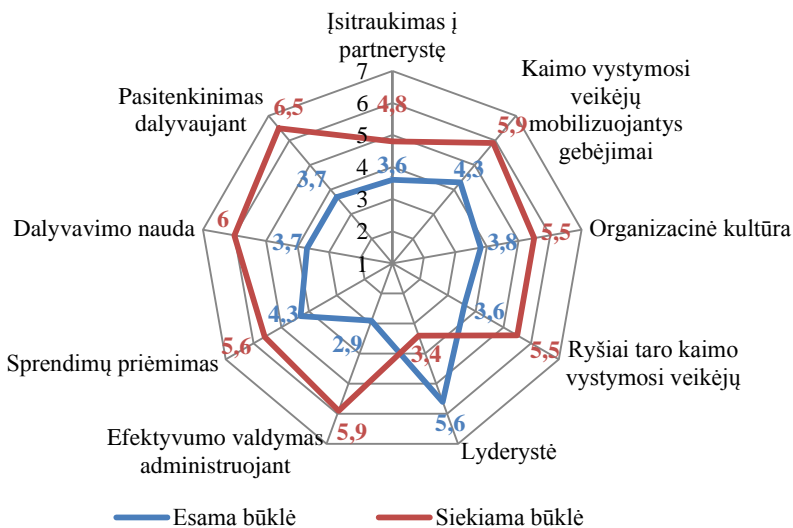 Įsitraukimas į
partnerystę
Kaimo vystymosi
veikėjų
mobilizuojantys
gebėjimai
Pasitenkinimas
dalyvaujant
7
6
5
4
3
2
1
6,5
4,8
5,9
3,7
3,6
4,3
Dalyvavimo nauda
6
3,7
3,8
5,5
Organizacinė kultūra
4,3
3,6
5,6
2,9
3,4
5,5
Sprendimų priėmimas
Ryšiai taro kaimo
vystymosi veikėjų
5,9
5,6
Efektyvumo valdymas
administruojant
Lyderystė
Esama būklė
Siekiama būklė